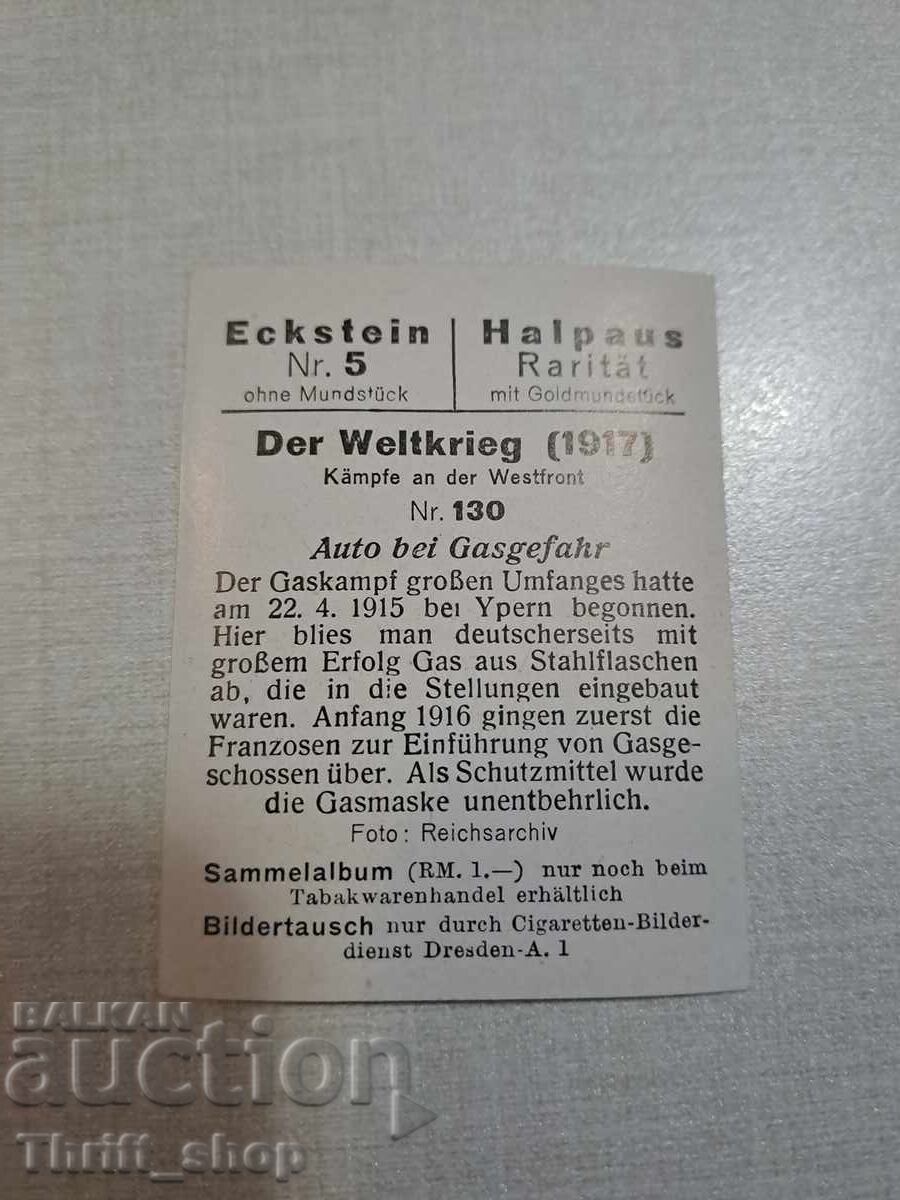 Eckstein
Nr. 5
ohne Mundstück
Halpaus
Rarität
mit Goldmundstück
Der Weltkrieg (1917)
Kämpfe an der Westfront
Nr. 130
Auto bei Gasgefahr
Der Gaskampf großen Umfanges hatte
am 22. 4. 1915 bei Ypern begonnen.
Hier blies man deutscherseits mit
großem Erfolg Gas aus Stahlflaschen
ab, die in die Stellungen eingebaut
waren. Anfang 1916 gingen zuerst die
Franzosen zur Einführung von Gasge-
schossen über. Als Schutzmittel wurde
die Gasmaske unentbehrlich.
Foto: Reichsarchiv
Sammelalbum (RM. 1.—) nur noch beim
Tabakwarenhandel erhältlich
Bildertausch nur durch Cigaretten-Bilder-
dienst Dresden-A. 1
BALKAN
auction
Thrift_shop